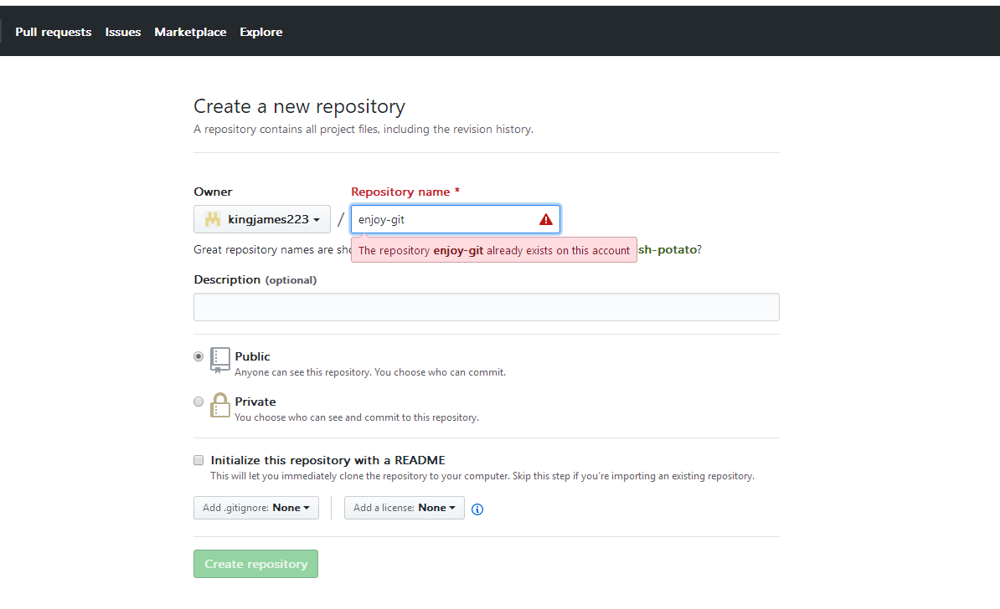 Pull requests Issues Marketplace Explore
Create a new repository
A repository contains all project files, including the revision history.
Owner Repository name *
kingjames223 / enjoy-git
Great repository names are sho sh-potato?
The repository enjoy-git already exists on this account
Description (optional)
Public
Anyone can see this repository. You choose who can commit.
Private
You choose who can see and commit to this repository.
Initialize this repository with a README
This will let you immediately clone the repository to your computer. Skip this step if you’re importing an existing repository.
Add .gitignore: None Add a license: None
Create repository